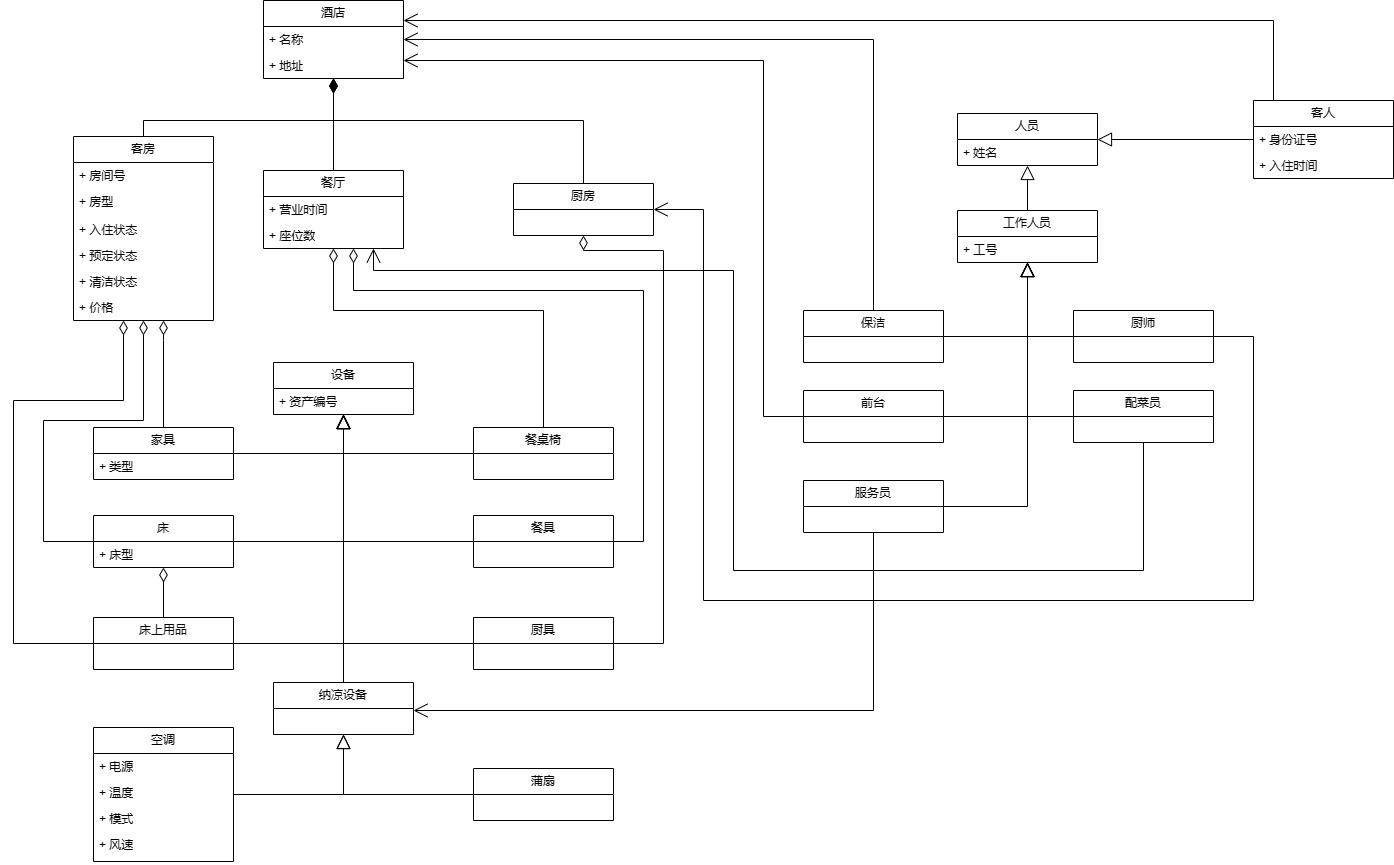 酒店
+ 名称
+ 地址
客人
+ 身份证号
+ 入住时间
人员
+ 姓名
客房
+ 房间号
+ 房型
+ 入住状态
+ 预定状态
+ 清洁状态
+ 价格
餐厅
+ 营业时间
+ 座位数
厨房
工作人员
+ 工号
保洁
厨师
设备
+ 资产编号
前台
配菜员
家具
+ 类型
餐桌椅
服务员
床
+ 床型
餐具
床上用品
厨具
纳凉设备
空调
+ 电源
+ 温度
+ 模式
+ 风速
蒲扇